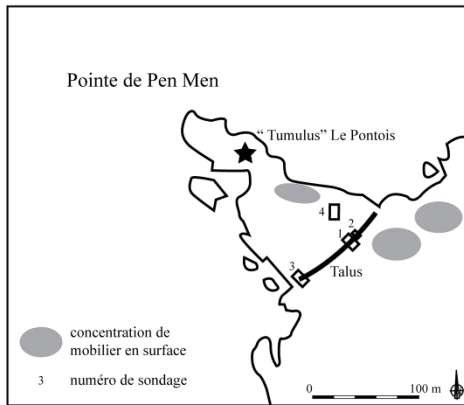 Pointe de Pen Men
“ Tumulus” Le Pontois
4
2
1
3
Talus
concentration de
mobilier en surface
3 numéro de sondage
0 100 m